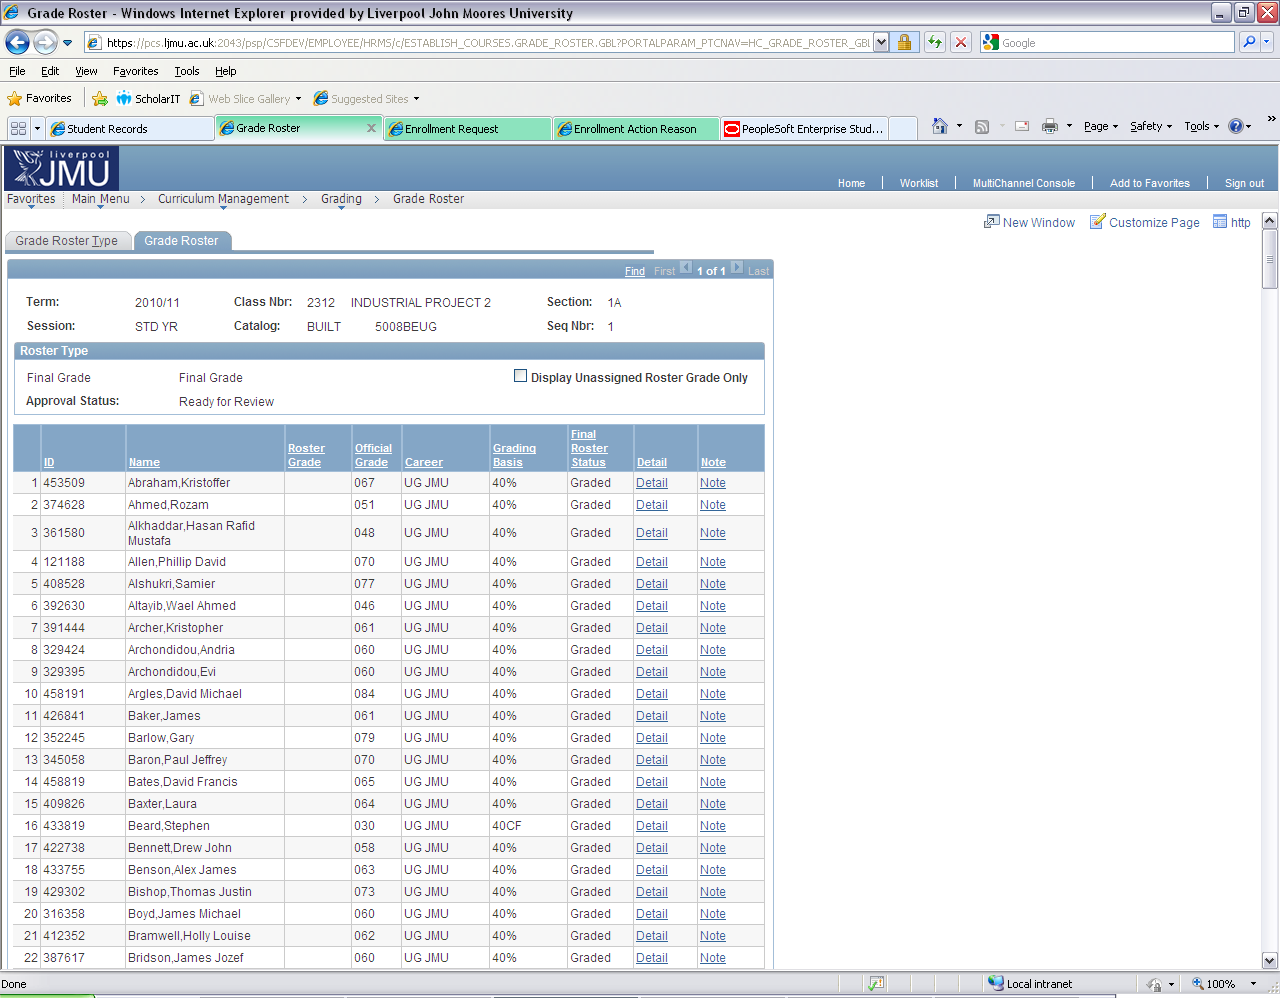 Grade Roster - Windows Internet Explorer provided by Liverpool John Moores University
https://pcs.ljmu.ac.uk:2043/psp/CSFDEV/EMPLOYEE/HRMS/c/ESTABLISH_COURSES.GRADE_ROSTER.GBL?PORTALPARAM_PTCNAV=HC_GRADE_ROSTER_GBL Google
File Edit View Favorites Tools Help
Favorites ScholarIT Web Slice Gallery Suggested Sites
Student Records Grade Roster Enrollment Request Enrollment Action Reason PeopleSoft Enterprise Stud... Page Safety Tools
liverpool
JMU
Home Worklist MultiChannel Console Add to Favorites Sign out
Favorites Main Menu > Curriculum Management > Grading > Grade Roster
New Window Customize Page http
Grade Roster Type Grade Roster
Find First 1 of 1 Last
Term: 2010/11 Class Nbr: 2312 INDUSTRIAL PROJECT 2 Section: 1A
Session: STD YR Catalog: BUILT 5008BEUG Seq Nbr: 1
Roster Type
Final Grade Final Grade Display Unassigned Roster Grade Only
Approval Status: Ready for Review
ID Name Roster Grade Official Grade Career Grading Basis Final Roster Status Detail Note
1 453509 Abraham,Kristoffer 067 UG JMU 40% Graded Detail Note
2 374628 Ahmed,Rozam 051 UG JMU 40% Graded Detail Note
3 361580 Alkhaddar,Hasan Rafid Mustafa 048 UG JMU 40% Graded Detail Note
4 121188 Allen,Phillip David 070 UG JMU 40% Graded Detail Note
5 408528 Alshukri,Samier 077 UG JMU 40% Graded Detail Note
6 392630 Altayib,Wael Ahmed 046 UG JMU 40% Graded Detail Note
7 391444 Archer,Kristopher 061 UG JMU 40% Graded Detail Note
8 329424 Archondidou,Andria 060 UG JMU 40% Graded Detail Note
9 329395 Archondidou,Evi 060 UG JMU 40% Graded Detail Note
10 458191 Argles,David Michael 084 UG JMU 40% Graded Detail Note
11 426841 Baker,James 061 UG JMU 40% Graded Detail Note
12 352245 Barlow,Gary 079 UG JMU 40% Graded Detail Note
13 345058 Baron,Paul Jeffrey 070 UG JMU 40% Graded Detail Note
14 458819 Bates,David Francis 065 UG JMU 40% Graded Detail Note
15 409826 Baxter,Laura 064 UG JMU 40% Graded Detail Note
16 433819 Beard,Stephen 030 UG JMU 40CF Graded Detail Note
17 422738 Bennett,Drew John 058 UG JMU 40% Graded Detail Note
18 433755 Benson,Alex James 063 UG JMU 40% Graded Detail Note
19 429302 Bishop,Thomas Justin 073 UG JMU 40% Graded Detail Note
20 316358 Boyd,James Michael 060 UG JMU 40% Graded Detail Note
21 412352 Bramwell,Holly Louise 062 UG JMU 40% Graded Detail Note
22 387617 Bridson,James Jozef 060 UG JMU 40% Graded Detail Note
Done Local intranet 100%